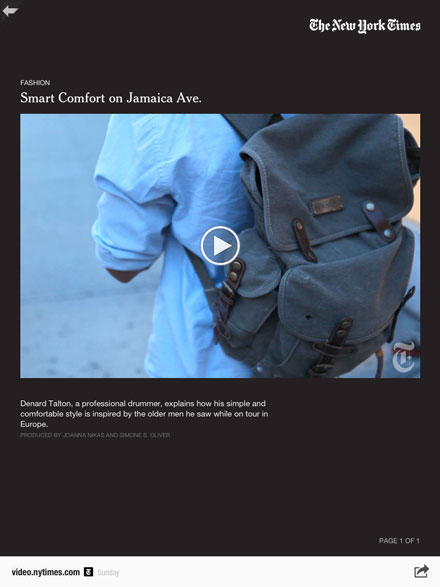 The New York Times
FASHION
Smart Comfort on Jamaica Ave.
T
Denard Talton, a professional drummer, explains how his simple and
comfortable style is inspired by the older men he saw while on tour in
Europe.
PRODUCED BY JOANNA NIKAS AND SIMONE S. OLIVER
PAGE 1 OF 1
video.nytimes.com T Sunday